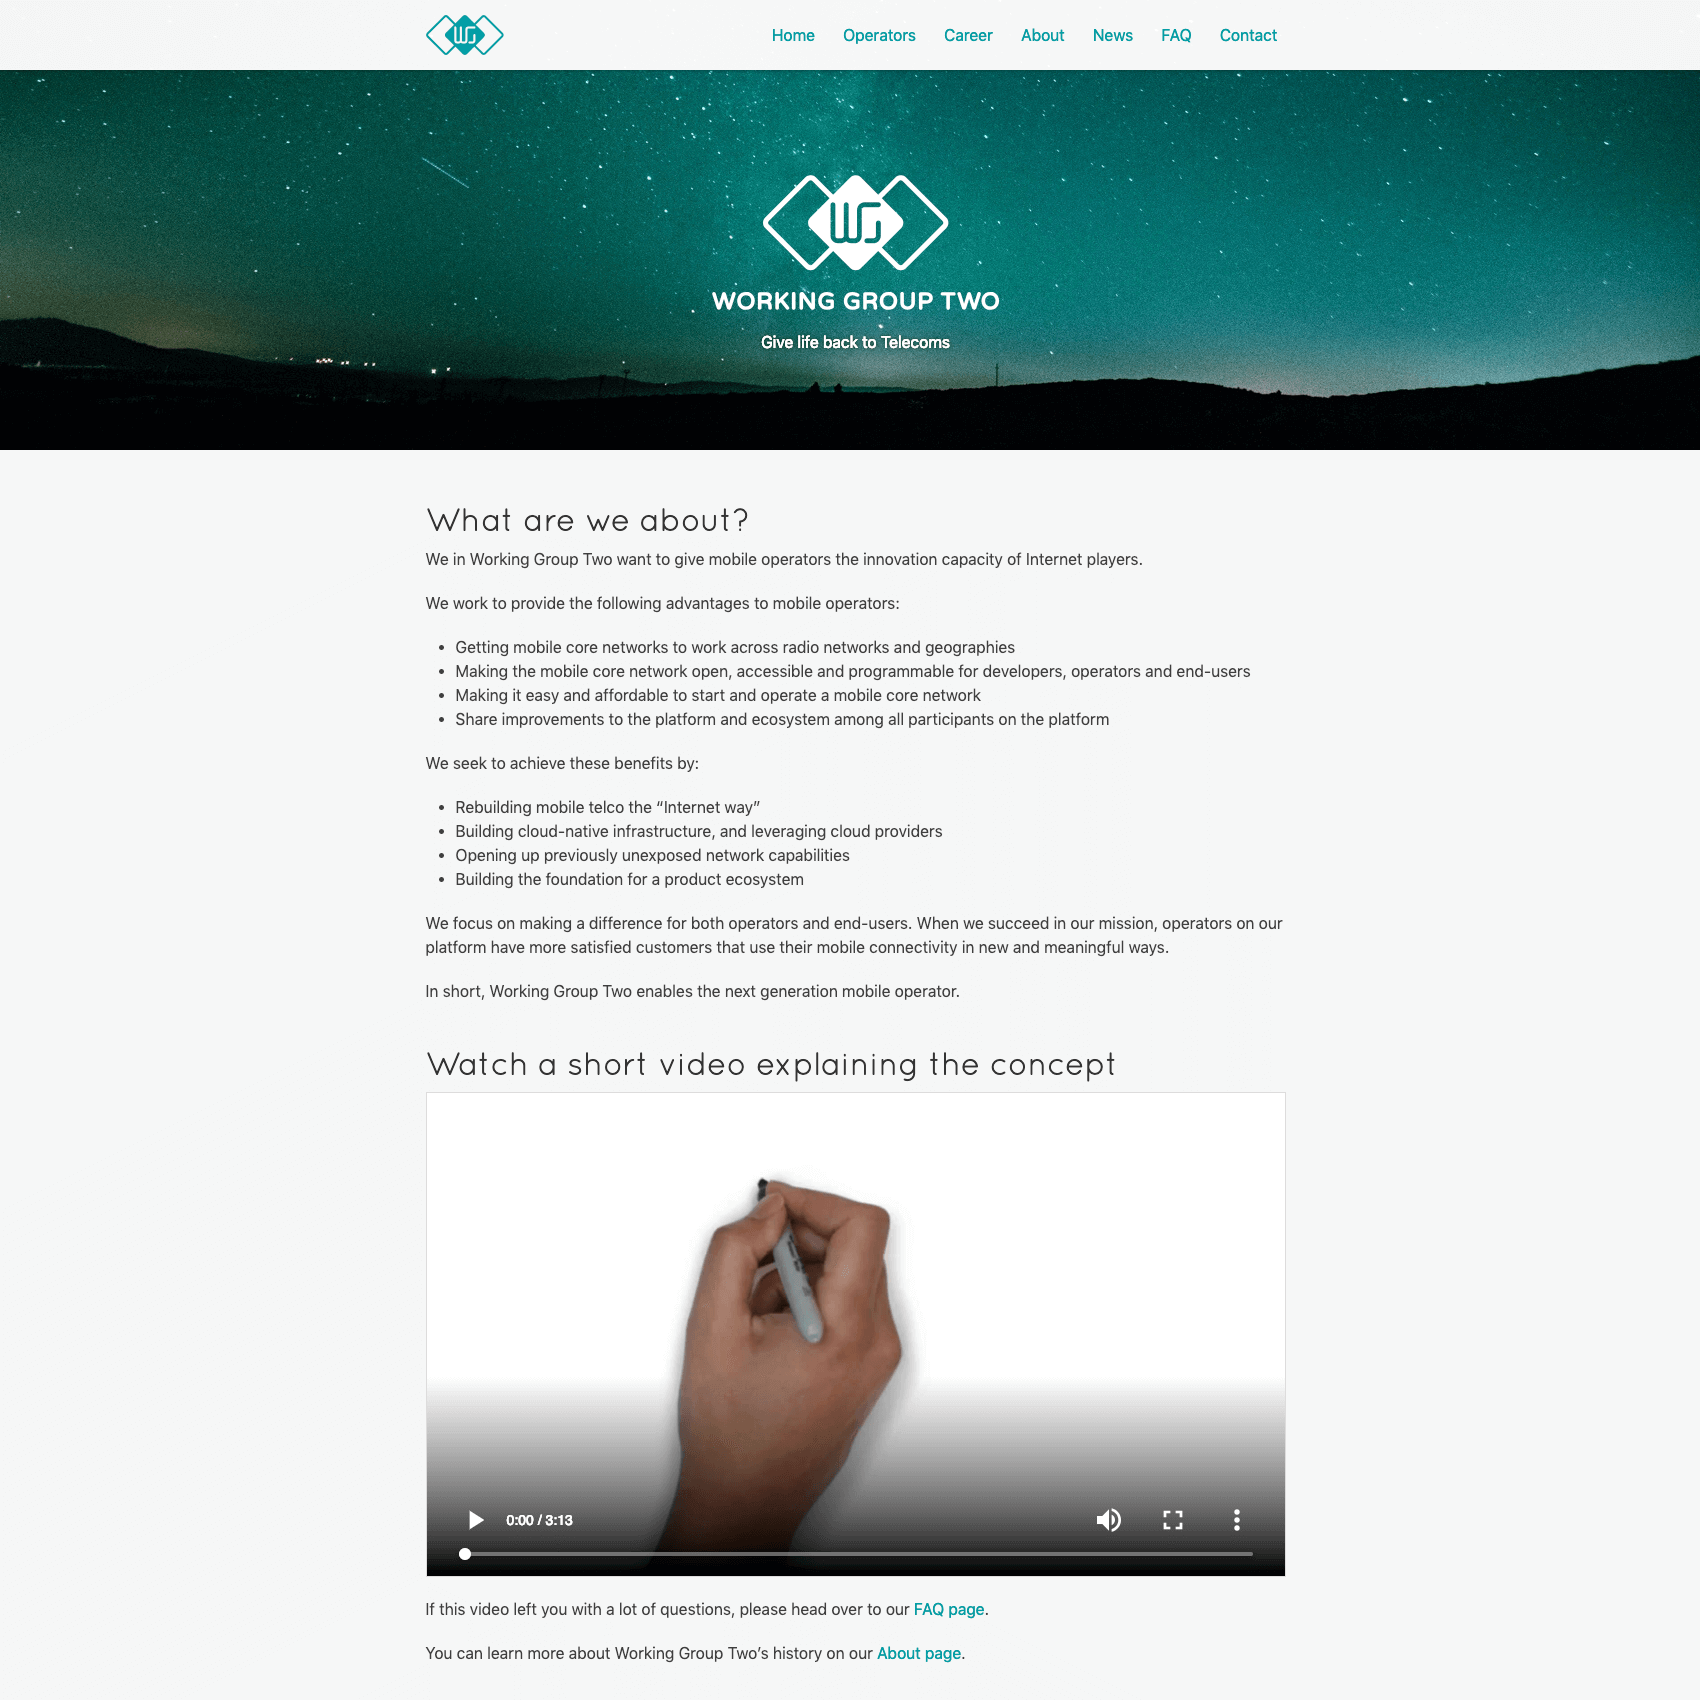 WG
Home
Operators
Career
About
News
FAQ
Contact
WG
WORKING GROUP TWO
Give life back to Telecoms
What are we about?
We in Working Group Two want to give mobile operators the innovation capacity of Internet players.
We work to provide the following advantages to mobile operators:
• Getting mobile core networks to work across radio networks and geographies
• Making the mobile core network open, accessible and programmable for developers, operators and end-users
• Making it easy and affordable to start and operate a mobile core network
• Share improvements to the platform and ecosystem among all participants on the platform
We seek to achieve these benefits by:
• Rebuilding mobile telco the “Internet way”
• Building cloud-native infrastructure, and leveraging cloud providers
• Opening up previously unexposed network capabilities
• Building the foundation for a product ecosystem
We focus on making a difference for both operators and end-users. When we succeed in our mission, operators on our
platform have more satisfied customers that use their mobile connectivity in new and meaningful ways.
In short, Working Group Two enables the next generation mobile operator.
Watch a short video explaining the concept
0:00 / 3:13
If this video left you with a lot of questions, please head over to our FAQ page.
You can learn more about Working Group Two’s history on our About page.